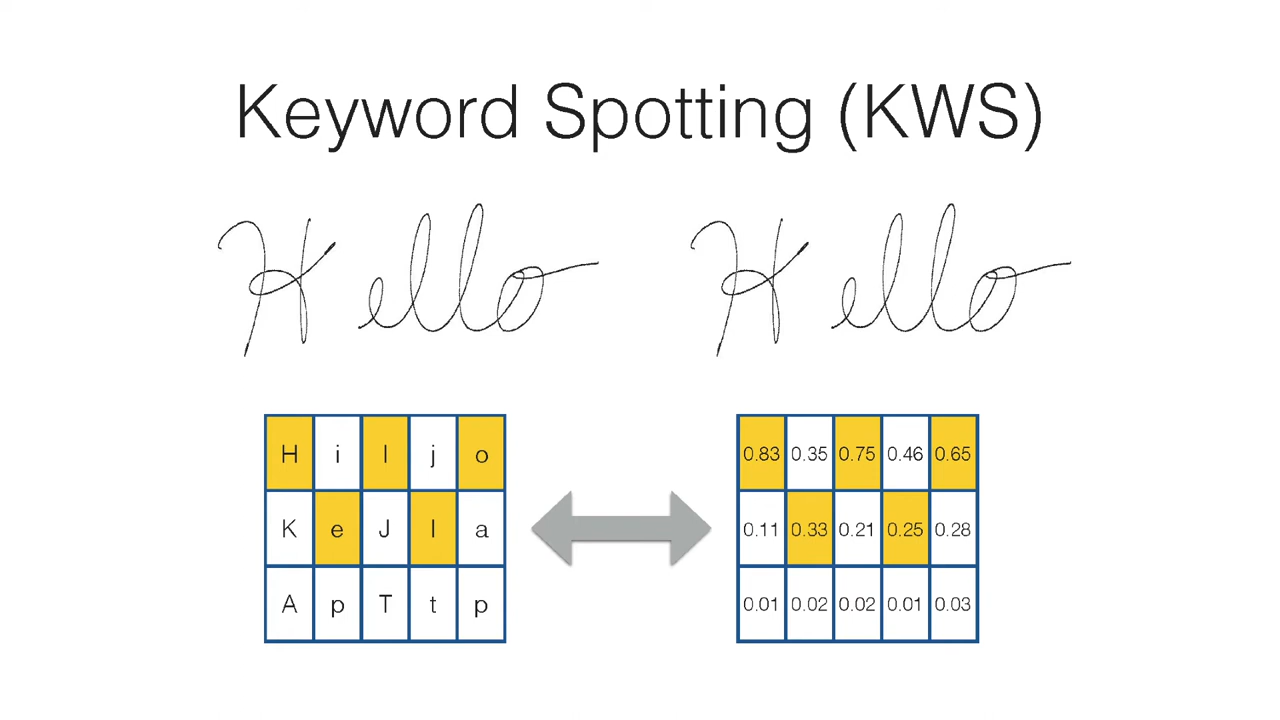 Keyword Spotting (KWS)
Hello Hello
H i l j o 0.83 0.35 0.75 0.46 0.65
K e J l a 0.11 0.33 0.21 0.25 0.28
A p T t p 0.01 0.02 0.02 0.01 0.03